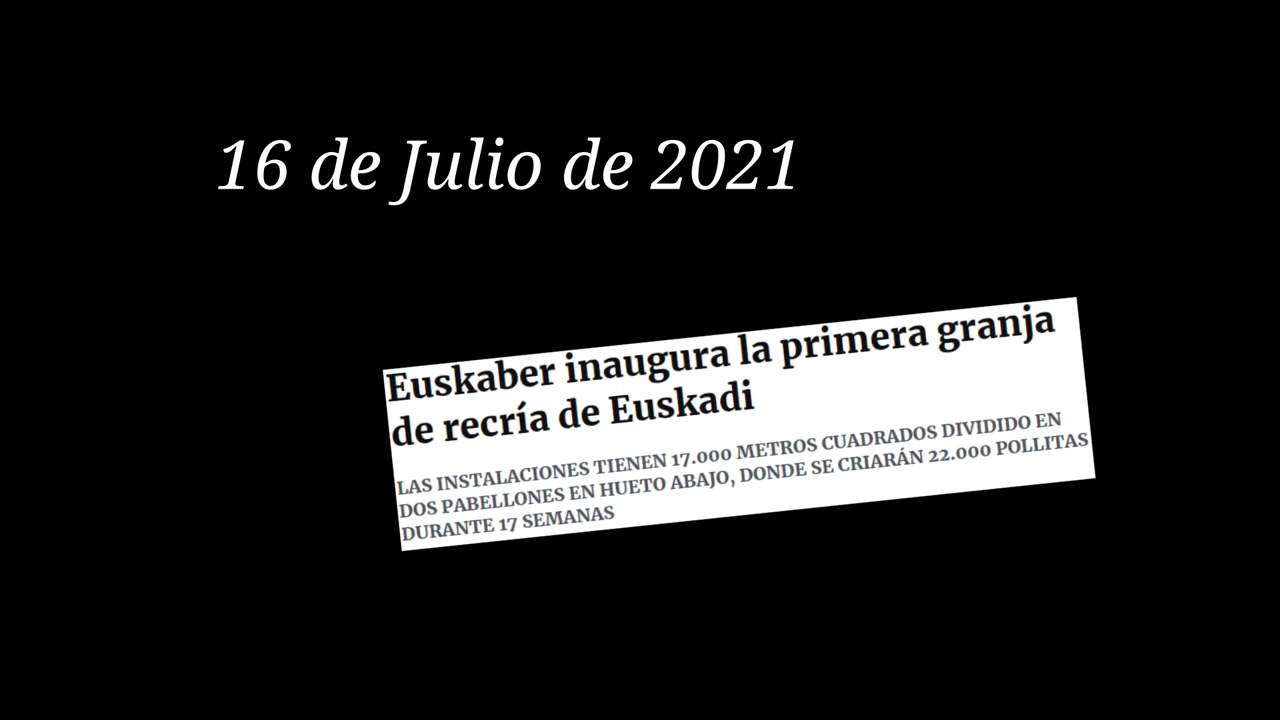 16 de Julio de 2021
Euskaber inaugura la primera granja
de recría de Euskadi
LAS INSTALACIONES TIENEN 17.000 METROS CUADRADOS DIVIDIDO EN
DOS PABELLONES EN HUETO ABAJO, DONDE SE CRIARÁN 22.000 POLLITAS
DURANTE 17 SEMANAS